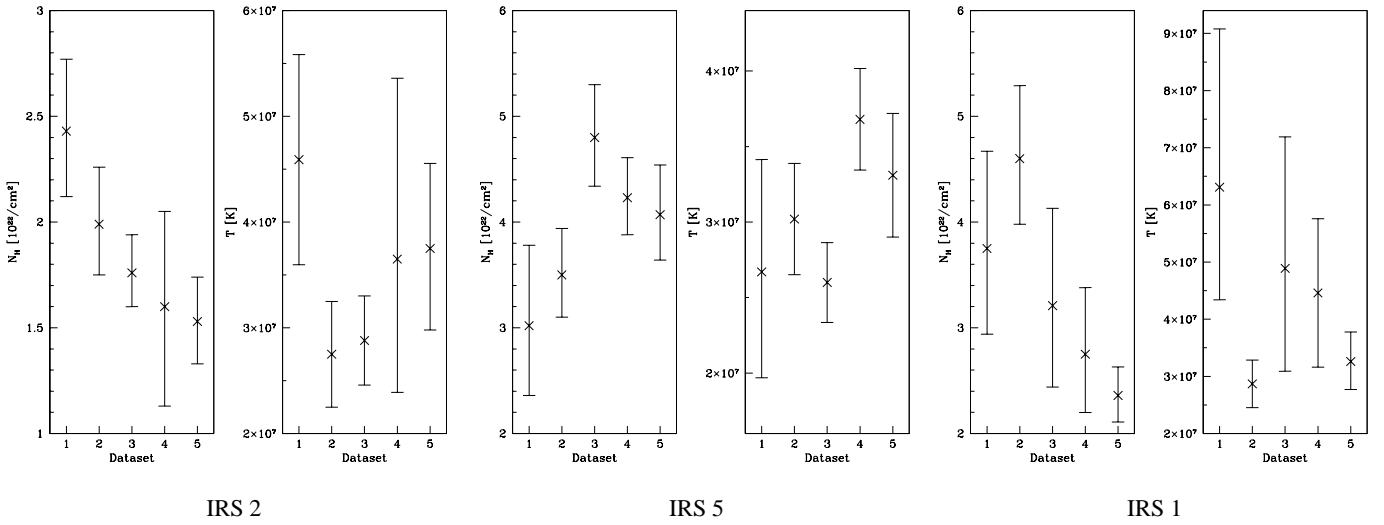 3
2.5
2
1.5
1
N_H [10²²/cm²]
1 2 3 4 5
Dataset
6×10⁷
5×10⁷
4×10⁷
3×10⁷
2×10⁷
T [K]
1 2 3 4 5
Dataset
6
5
4
3
2
N_H [10²²/cm²]
1 2 3 4 5
Dataset
4×10⁷
3×10⁷
2×10⁷
T [K]
1 2 3 4 5
Dataset
6
5
4
3
2
N_H [10²²/cm²]
1 2 3 4 5
Dataset
9×10⁷
8×10⁷
7×10⁷
6×10⁷
5×10⁷
4×10⁷
3×10⁷
2×10⁷
T [K]
1 2 3 4 5
Dataset
IRS 2
IRS 5
IRS 1